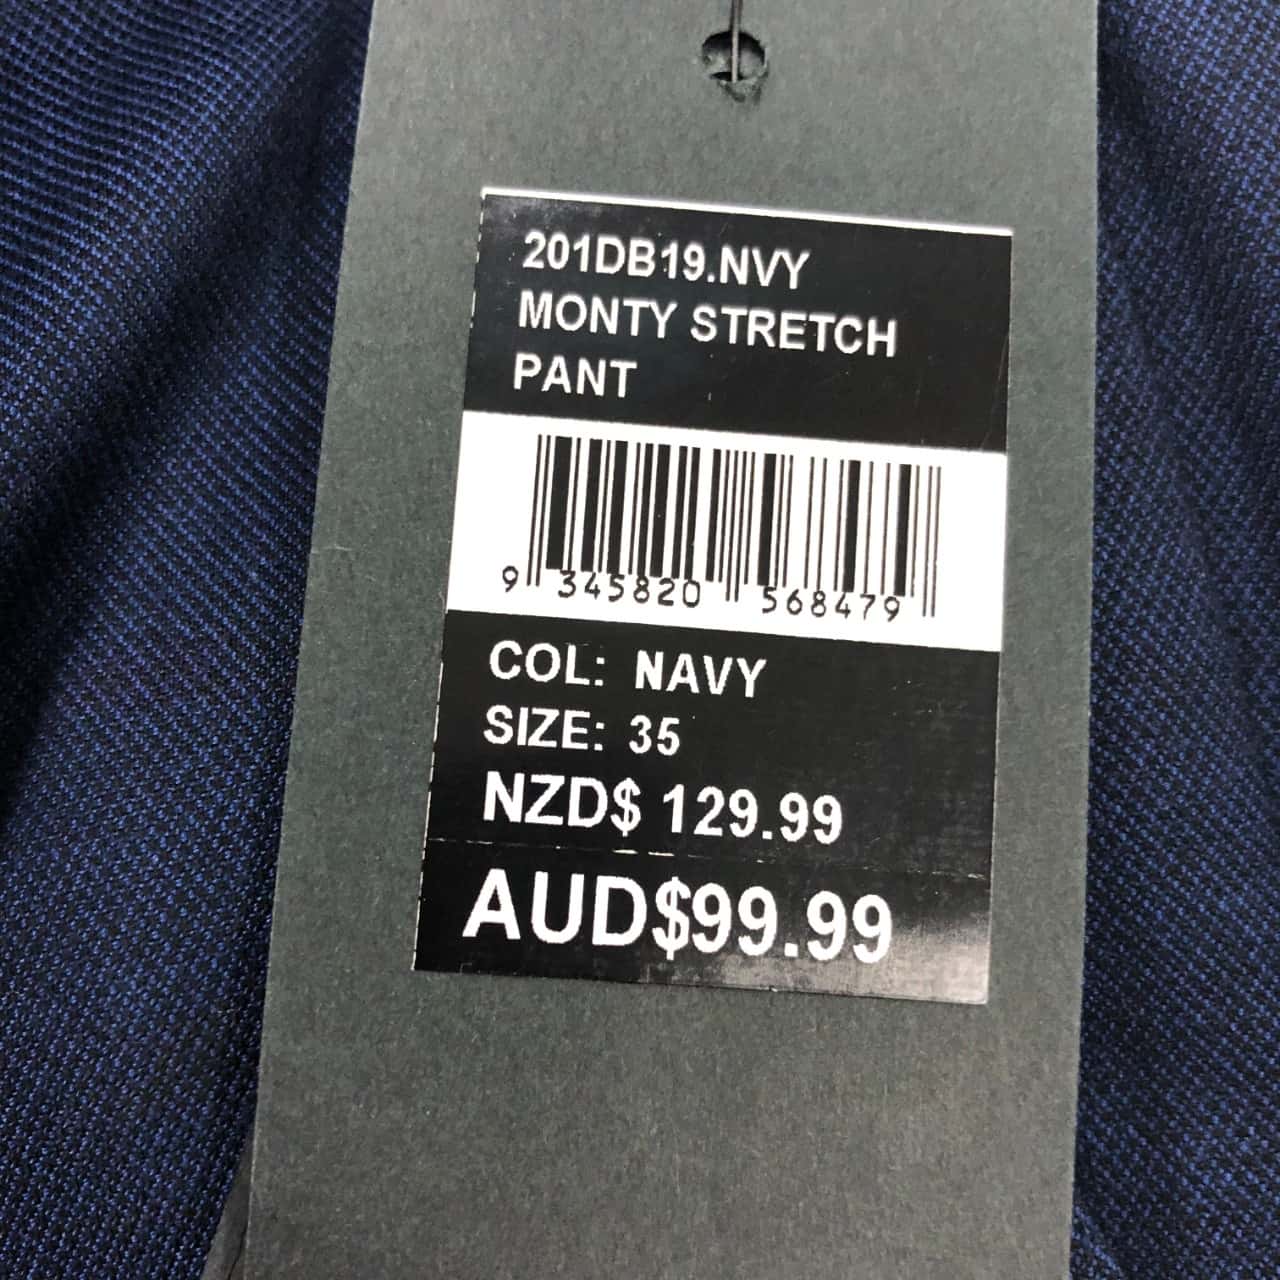 201DB19.NVY
MONTY STRETCH
PANT
9 345820 568479
COL: NAVY
SIZE: 35
NZD$ 129.99
AUD$99.99